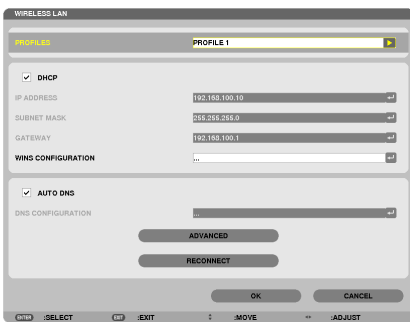 WIRELESS LAN
PROFILES PROFILE 1
DHCP
IP ADDRESS 192.168.100.10
SUBNET MASK 255.255.255.0
GATEWAY 192.168.100.1
WINS CONFIGURATION ...
AUTO DNS
DNS CONFIGURATION ...
ADVANCED
RECONNECT
OK CANCEL
ENTER :SELECT EXIT :EXIT :MOVE :ADJUST